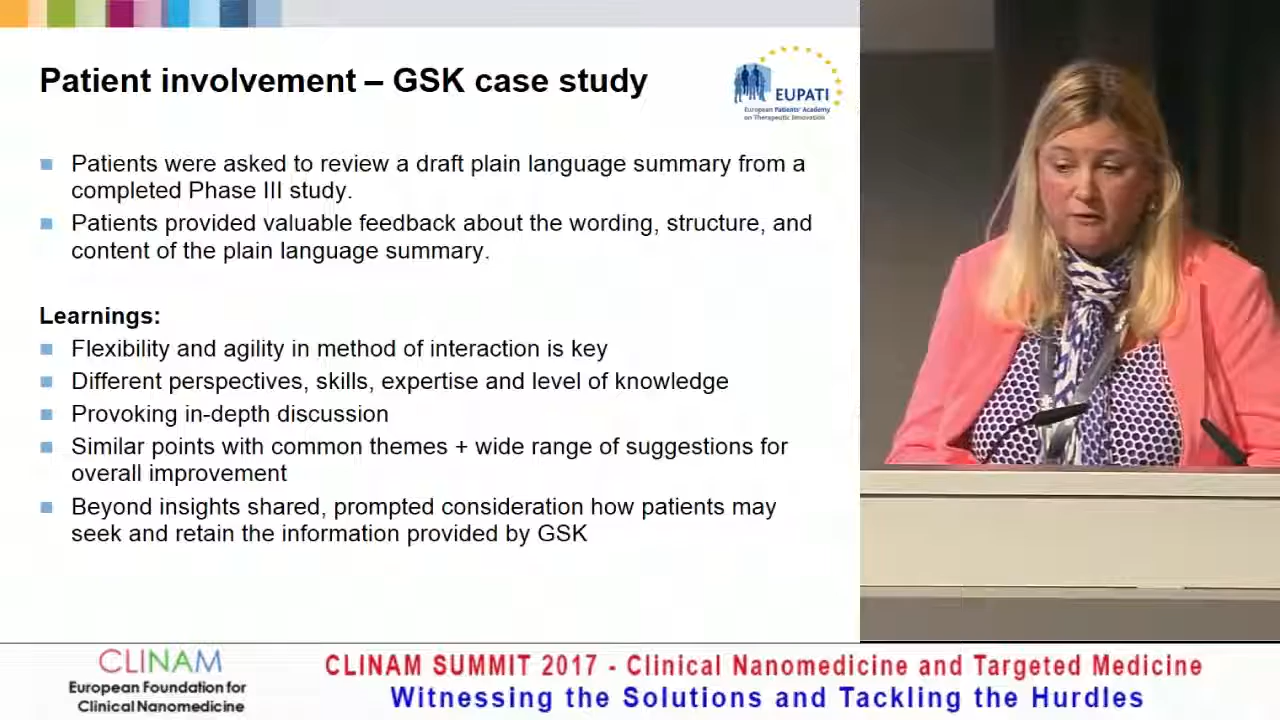 Patient involvement – GSK case study
EUPATI
European Patients' Academy
on Therapeutic Innovation
Patients were asked to review a draft plain language summary from a
completed Phase III study.
Patients provided valuable feedback about the wording, structure, and
content of the plain language summary.
Learnings:
Flexibility and agility in method of interaction is key
Different perspectives, skills, expertise and level of knowledge
Provoking in-depth discussion
Similar points with common themes + wide range of suggestions for
overall improvement
Beyond insights shared, prompted consideration how patients may
seek and retain the information provided by GSK
CLINAM
European Foundation for
Clinical Nanomedicine
CLINAM SUMMIT 2017 - Clinical Nanomedicine and Targeted Medicine
Witnessing the Solutions and Tackling the Hurdles